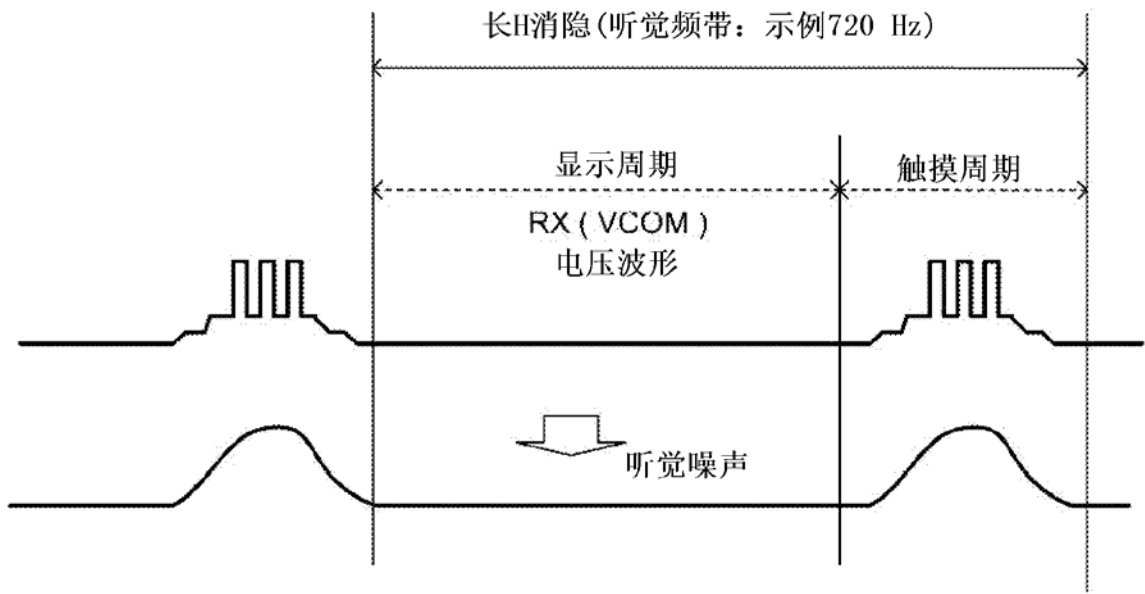 长H消隐(听觉频带: 示例720 Hz)
显示周期
触摸周期
RX ( VCOM )
电压波形
听觉噪声